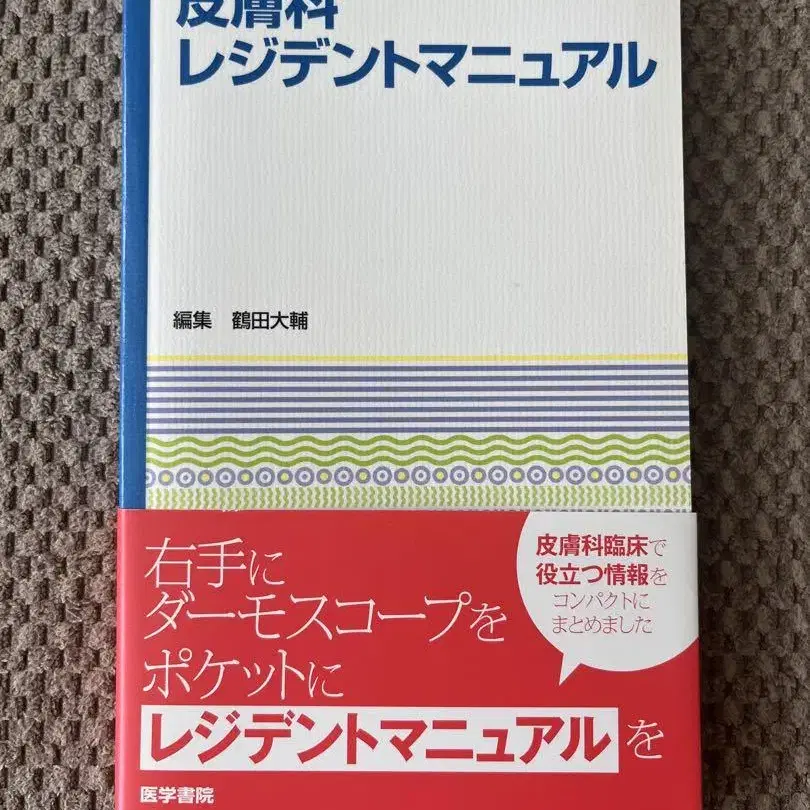 皮膚科
レジデントマニュアル
編集 鶴田大輔
右手に
ダーモスコープを
ポケットに
レジデントマニュアルを
皮膚科臨床で
役立つ情報を
コンパクトに
まとめました
医学書院